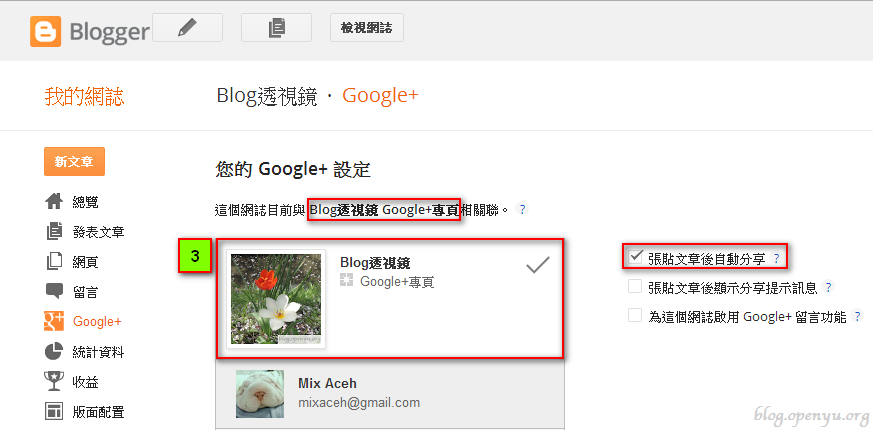 Blogger
檢視網誌
我的網誌
Blog透視鏡 · Google+
新文章
您的 Google+ 設定
總覽
這個網誌目前與 Blog透視鏡 Google+專頁相關聯。 ?
發表文章
3
Blog透視鏡
張貼文章後自動分享 ?
網頁
Google+專頁
留言
張貼文章後顯示分享提示訊息 ?
Google+
為這個網誌啟用 Google+ 留言功能 ?
統計資料
收益
Mix Aceh
版面配置
mixaceh@gmail.com
blog.openyu.org